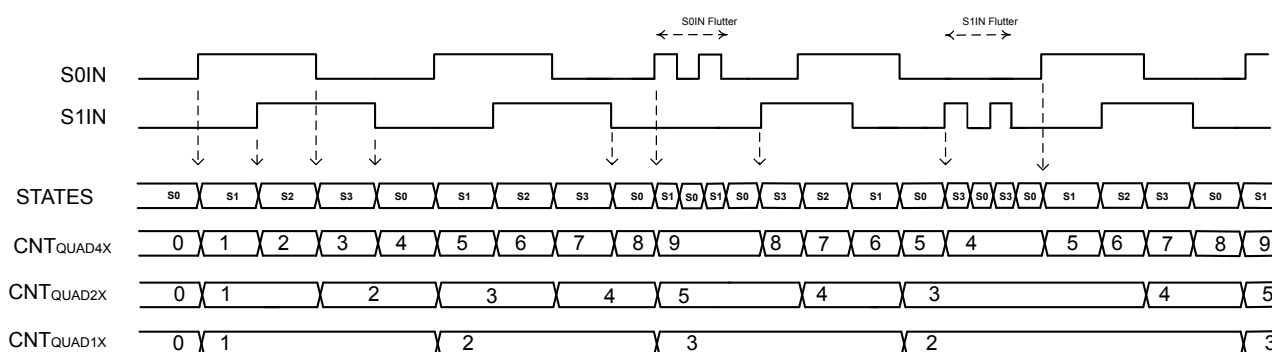 S0IN Flutter S1IN Flutter
S0IN
S1IN
STATES S0 S1 S2 S3 S0 S1 S2 S3 S0 S1 S0 S1 S0 S3 S2 S1 S0 S3 S0 S3 S0 S1 S2 S3 S0 S1
CNTQUAD4X 0 1 2 3 4 5 6 7 8 9 8 7 6 5 4 5 6 7 8 9
CNTQUAD2X 0 1 2 3 4 5 4 3 4 5
CNTQUAD1X 0 1 2 3 2 3